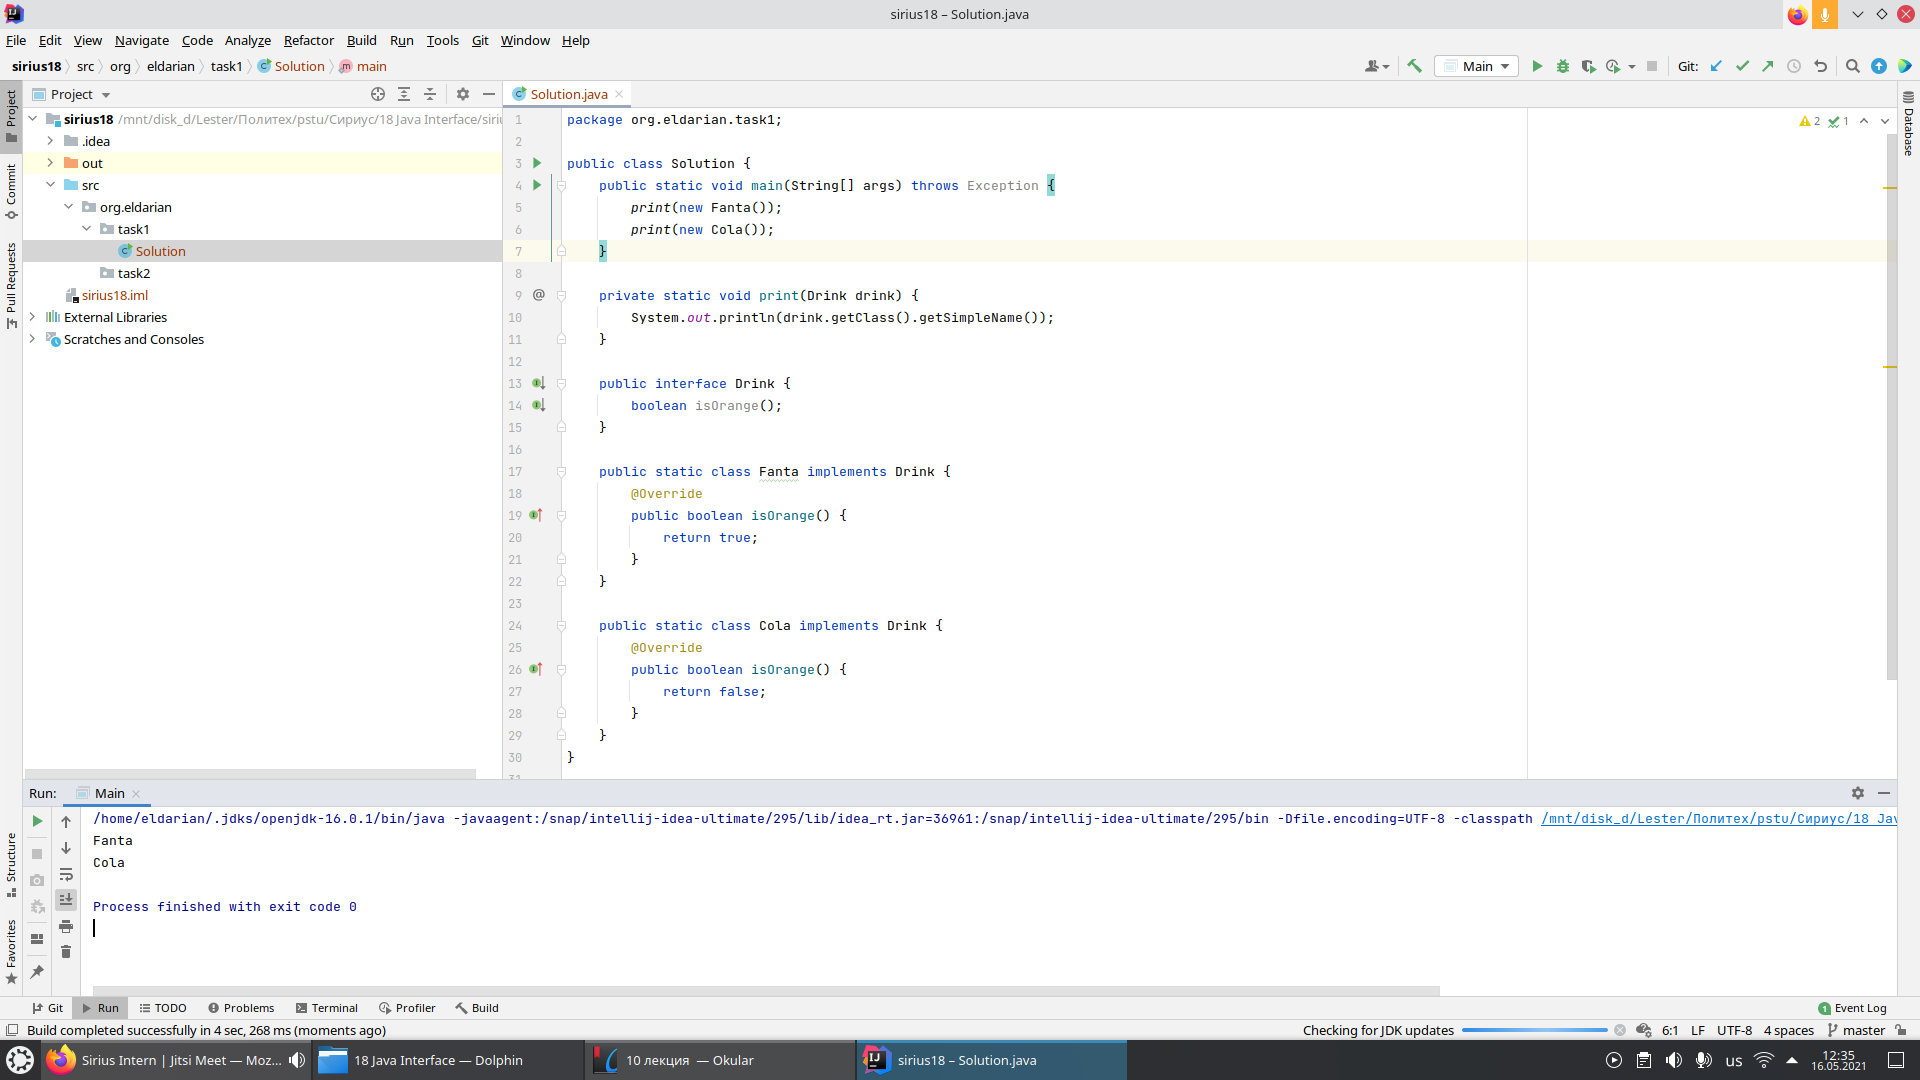 sirius18 – Solution.java
File Edit View Navigate Code Analyze Refactor Build Run Tools Git Window Help
sirius18 src org eldarian task1 Solution main
Main
Git:
Project
Solution.java
Project
Commit
Pull Requests
Structure
Favorites
Database
sirius18 /mnt/disk_d/Lester/Политех/pstu/Сириус/18 Java Interface/siri
.idea
out
src
org.eldarian
task1
Solution
task2
sirius18.iml
External Libraries
Scratches and Consoles
2 1
1 package org.eldarian.task1;
2
3 public class Solution {
4 public static void main(String[] args) throws Exception {
5 print(new Fanta());
6 print(new Cola());
7 }
8
9 @ private static void print(Drink drink) {
10 System.out.println(drink.getClass().getSimpleName());
11 }
12
13 public interface Drink {
14 boolean isOrange();
15 }
16
17 public static class Fanta implements Drink {
18 @Override
19 public boolean isOrange() {
20 return true;
21 }
22 }
23
24 public static class Cola implements Drink {
25 @Override
26 public boolean isOrange() {
27 return false;
28 }
29 }
30 }
31
Run: Main
/home/eldarian/.jdks/openjdk-16.0.1/bin/java -javaagent:/snap/intellij-idea-ultimate/295/lib/idea_rt.jar=36961:/snap/intellij-idea-ultimate/295/bin -Dfile.encoding=UTF-8 -classpath /mnt/disk_d/Lester/Политех/pstu/Сириус/18 Jav
Fanta
Cola
Process finished with exit code 0
Git Run TODO Problems Terminal Profiler Build
1 Event Log
Build completed successfully in 4 sec, 268 ms (moments ago)
Checking for JDK updates
6:1 LF UTF-8 4 spaces master
Sirius Intern | Jitsi Meet — Moz...
18 Java Interface — Dolphin
10 лекция — Okular
sirius18 – Solution.java
us
12:35
16.05.2021